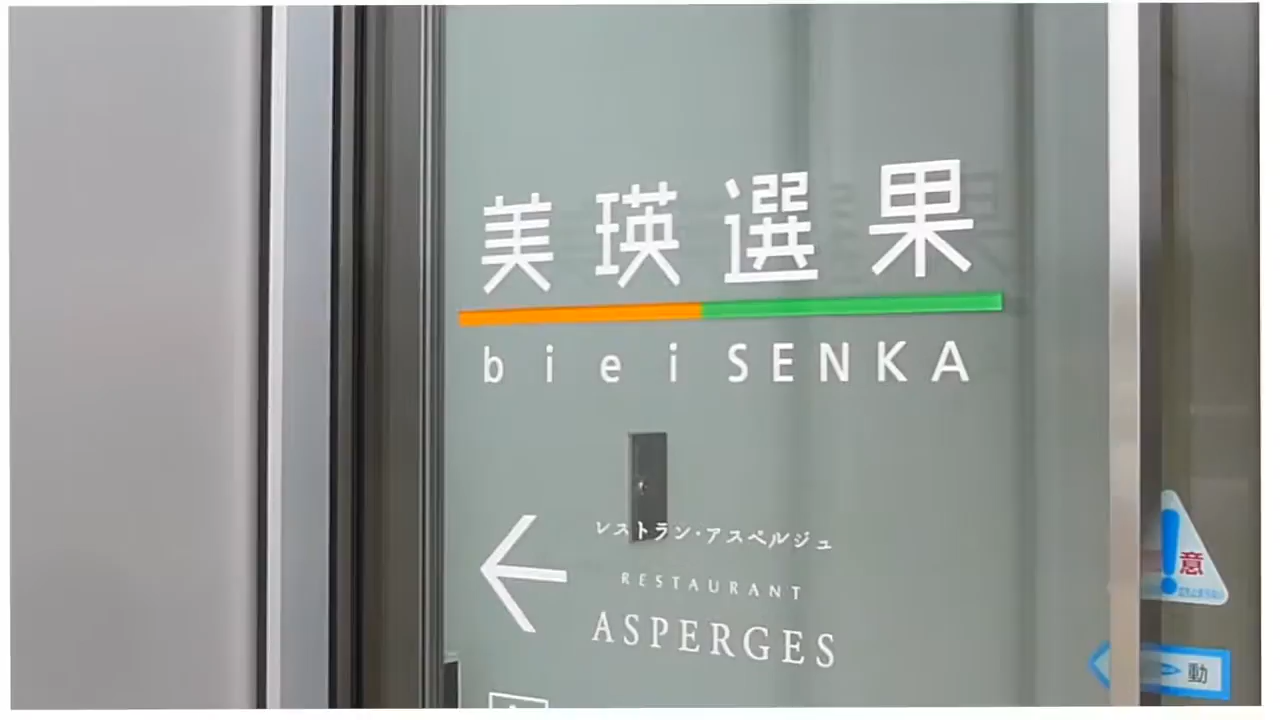 美瑛選果
biei SENKA
レストラン・アスペルジュ
RESTAURANT
ASPERGES
意
動